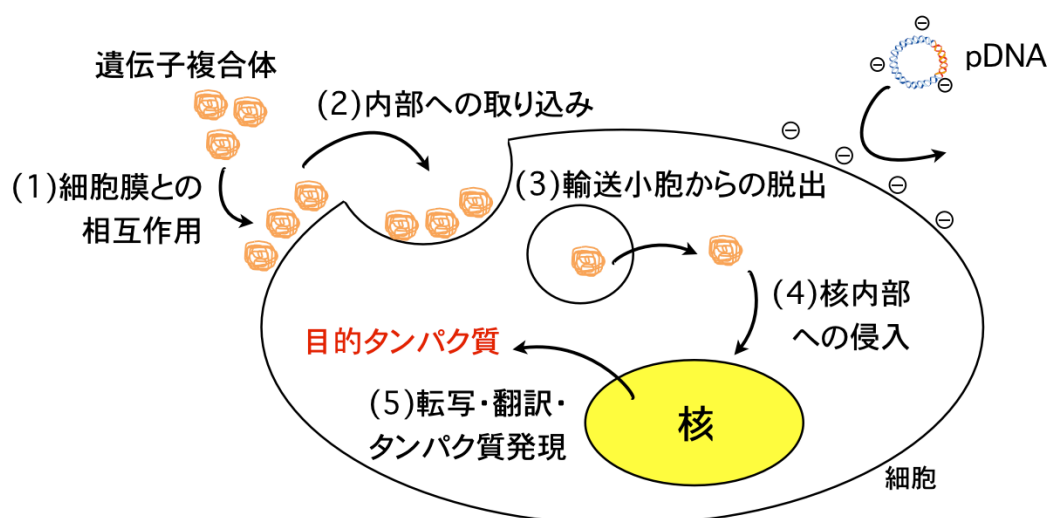 遺伝子複合体
(1)細胞膜との
相互作用
(2)内部への取り込み
(3)輸送小胞からの脱出
(4)核内部
への侵入
(5)転写・翻訳・
タンパク質発現
目的タンパク質
核
細胞
pDNA
⊖
⊖
⊖
⊖
⊖
⊖
⊖